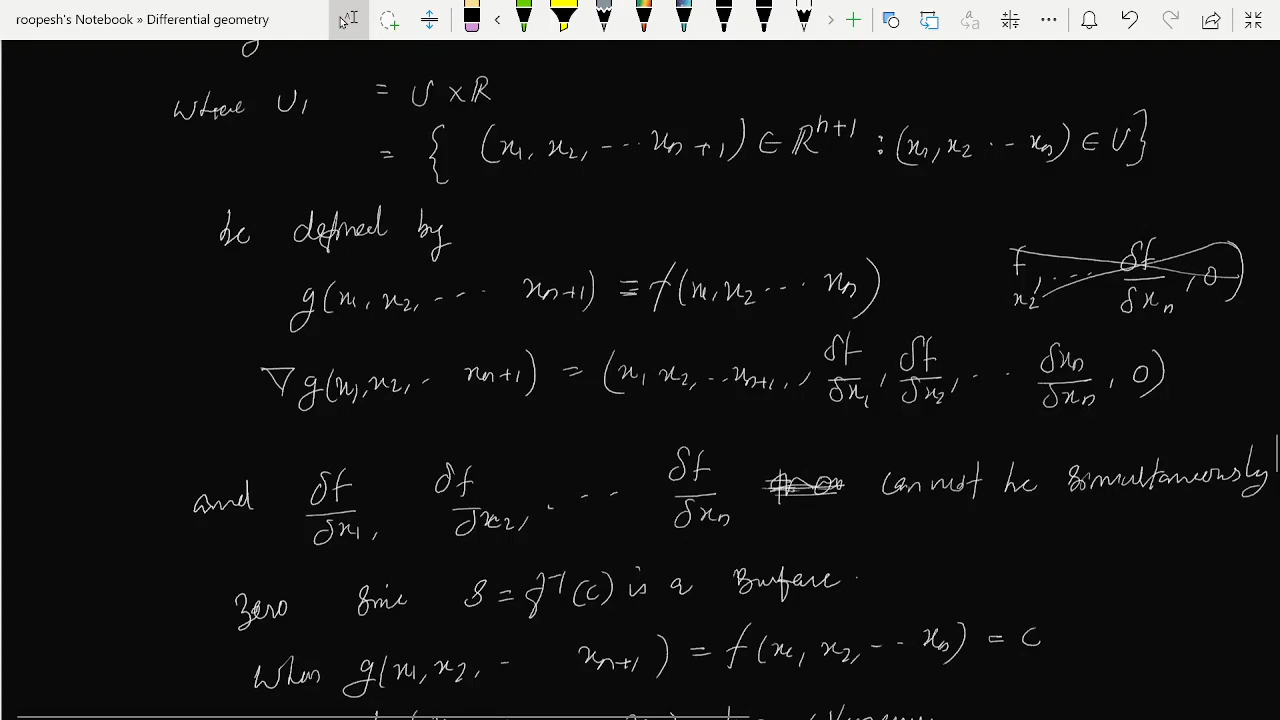 roopesh's Notebook » Differential geometry
where U₁ = U × ℝ
= { (x₁, x₂, ... xₙ + 1) ∈ ℝⁿ⁺¹ : (x₁, x₂ ... xₙ) ∈ U }
be defined by
g(x₁, x₂, ... xₙ₊₁) = f(x₁, x₂ ... xₙ)
∇g(x₁, x₂, .. xₙ₊₁) = (x₁ x₂, ... xₙ₊₁, , δf/δx₁, δf/δx₂, ... δxₙ/δxₙ, 0)
and δf/δx₁, δf/δx₂, ... δf/δxₙ cannot be simultaneously
zero since S = f⁻¹(c) is a surface.
when g(x₁, x₂, .. xₙ₊₁) = f(x₁, x₂, ... xₙ) = c